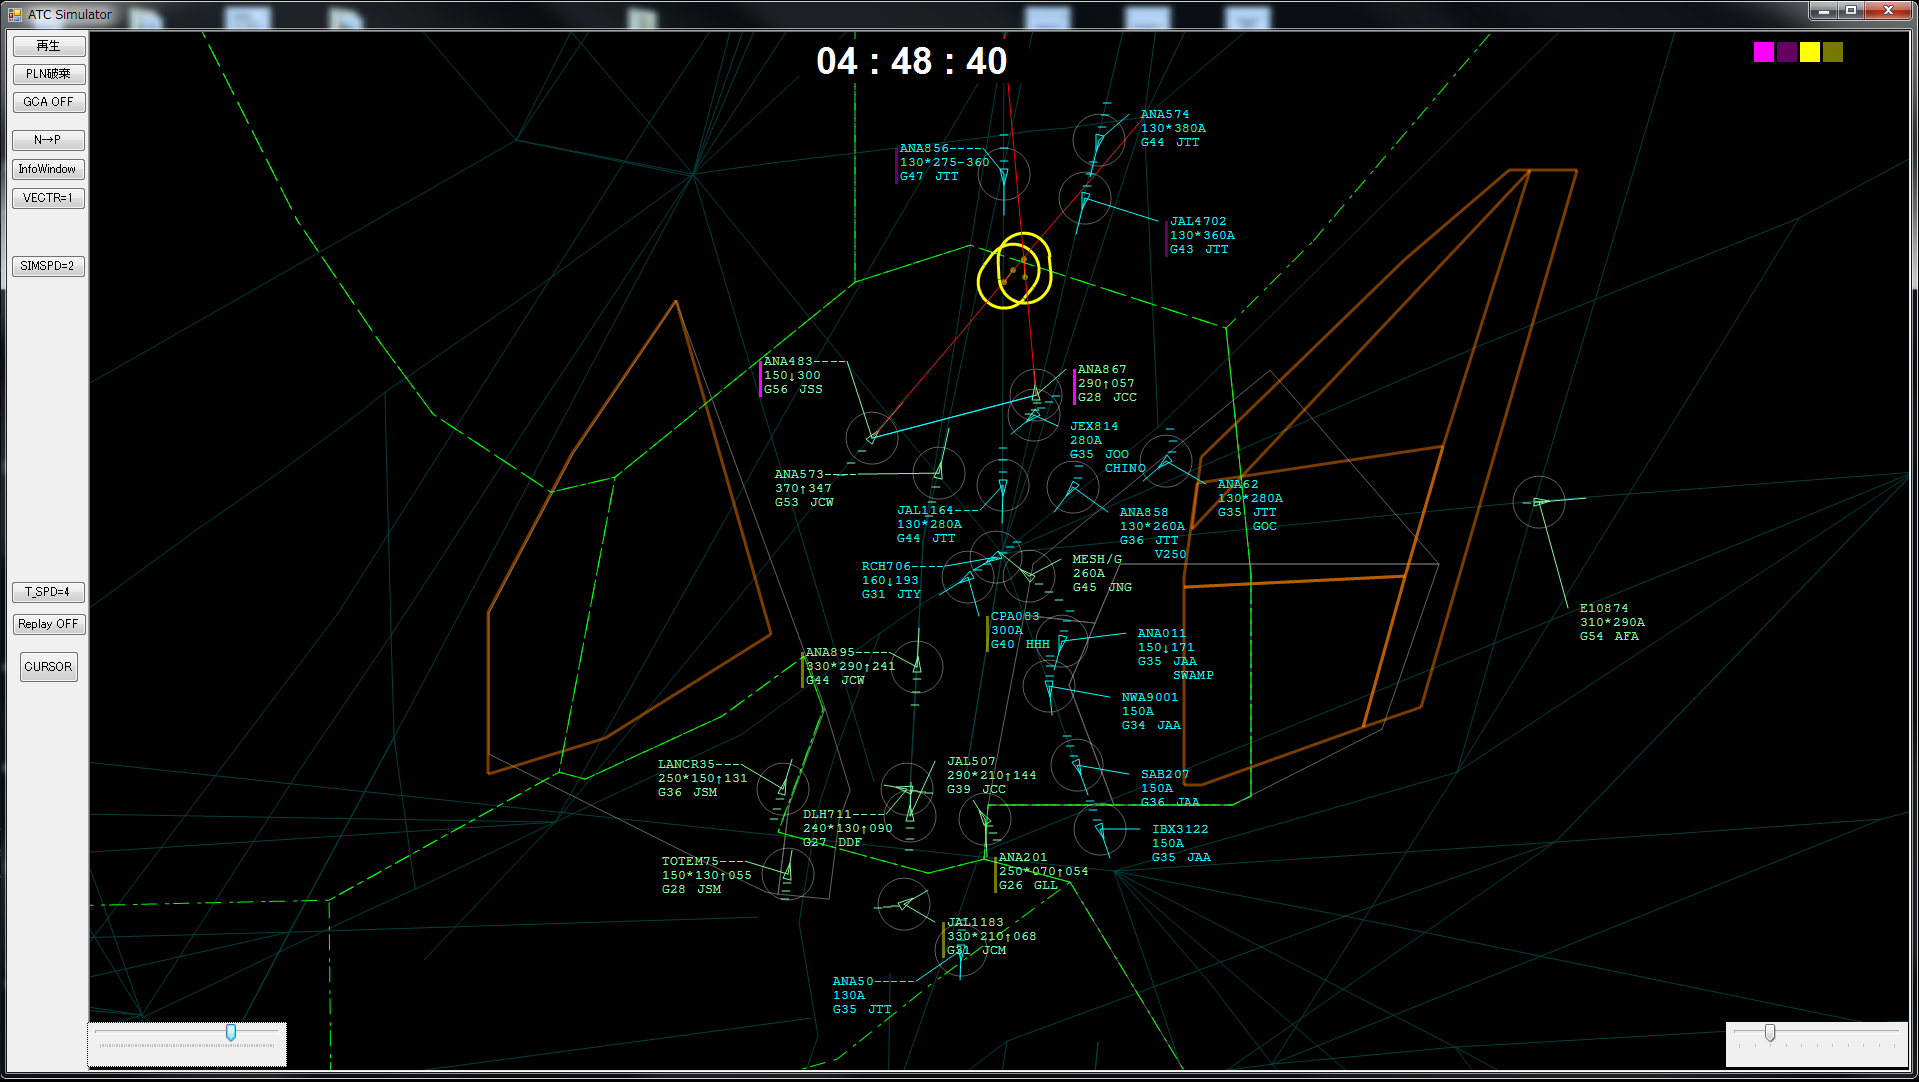 ATC Simulator
再生
PLN破棄
GCA OFF
N→P
InfoWindow
VECTR=1
SIMSPD=2
T_SPD=4
Replay OFF
CURSOR
04 : 48 : 40
ANA574
130*380A
G44 JTT
ANA856-----
130*275-360
G47 JTT
JAL4702
130*360A
G43 JTT
ANA483----
150↓300
G56 JSS
ANA867
290↑057
G28 JCC
JEX814
280A
G35 JOO
CHINO
ANA573----
370↑347
G53 JCW
ANA62
130*280A
G35 JTT
GOC
JAL1164---
130*280A
G44 JTT
ANA858
130*260A
G36 JTT
V250
RCH706----
160↓193
G31 JTY
MESH/G
260A
G45 JNG
E10874
310*290A
G54 AFA
CPA083
300A
G40 HHH
ANA011
150↓171
G35 JAA
SWAMP
ANA895----
330*290↑241
G44 JCW
NWA9001
150A
G34 JAA
LANCR35---
250*150↑131
G36 JSM
JAL507
290*210↑144
G39 JCC
SAB207
150A
G36 JAA
DLH711----
240*130↑090
G27 DDF
IBX3122
150A
G35 JAA
TOTEM75---
150*130↑055
G28 JSM
ANA201
250*070↑054
G26 GLL
JAL1183
330*210↑068
G31 JCM
ANA50-----
130A
G35 JTT